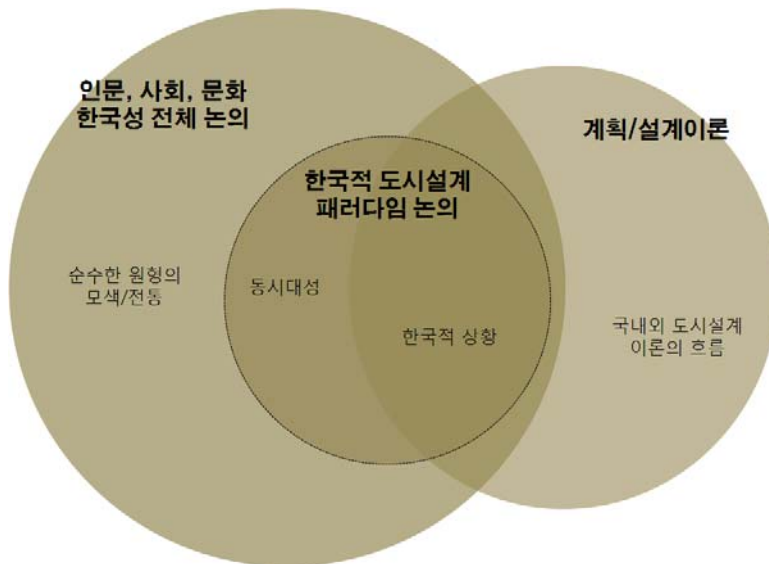 인문, 사회, 문화
한국성 전체 논의
계획/설계이론
한국적 도시설계
패러다임 논의
순수한 원형의
모색/전통
동시대성
한국적 상황
국내외 도시설계
이론의 흐름